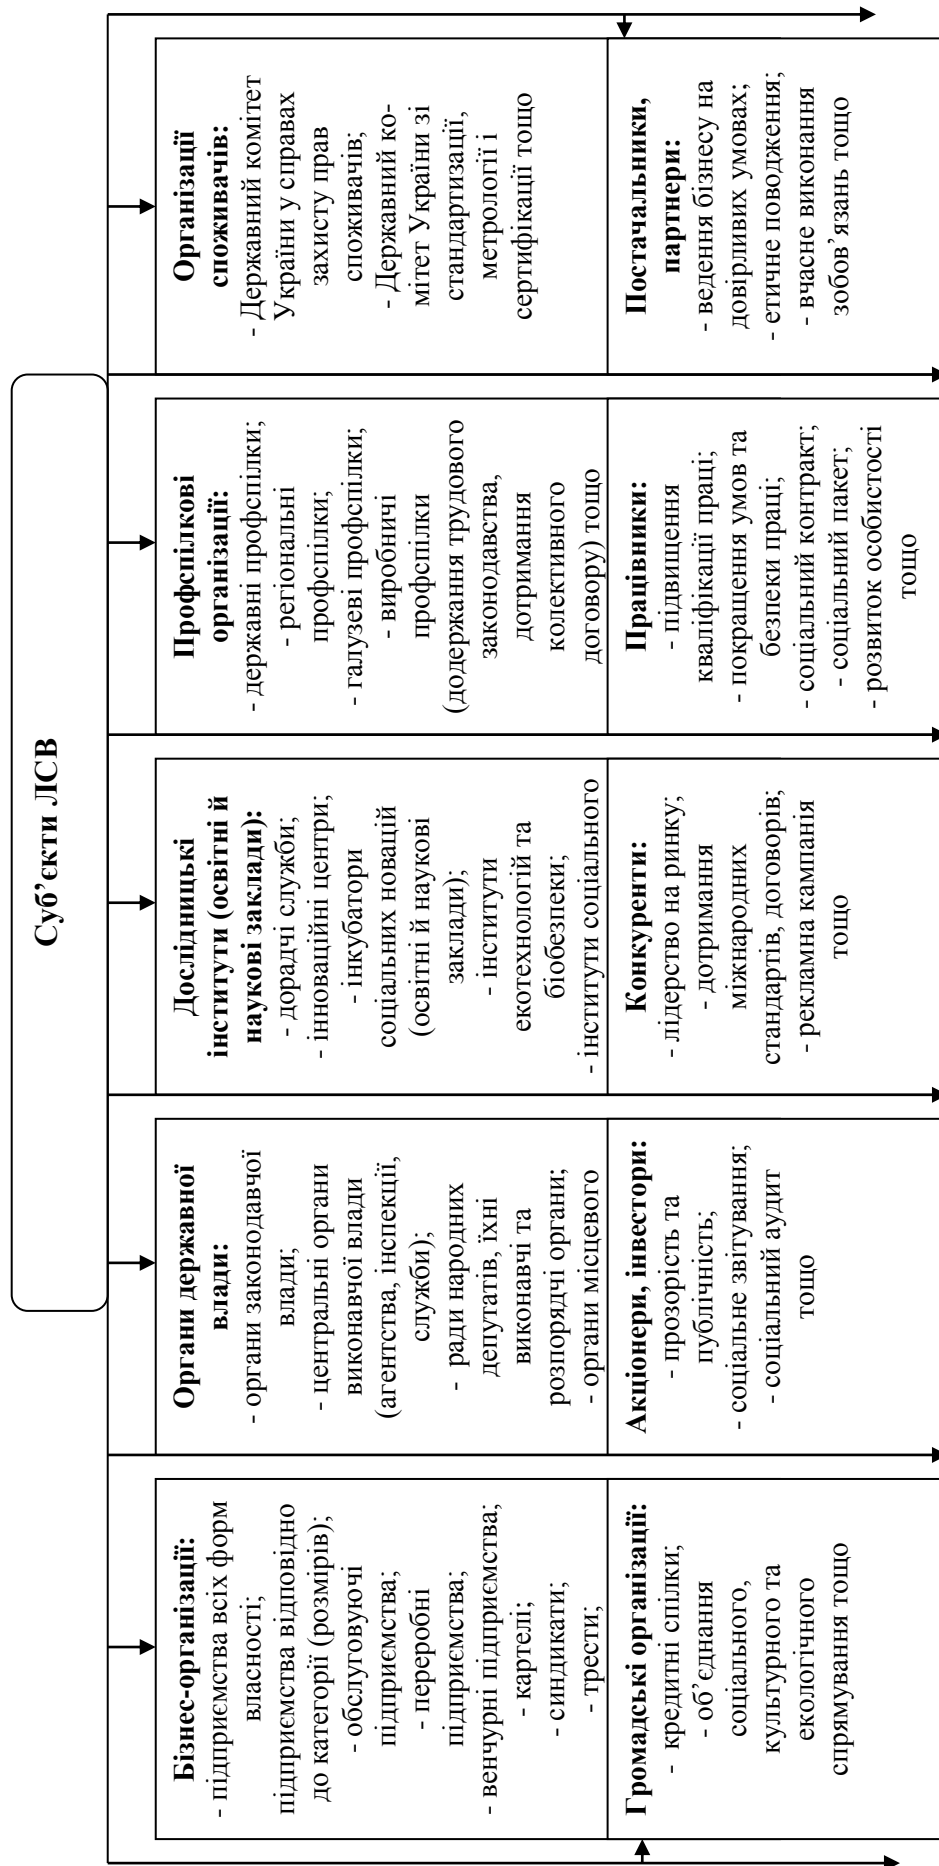 Суб’єкти ЛСВ
Бізнес-організації:
- підприємства всіх форм
власності;
підприємства відповідно
до категорії (розмірів);
- обслуговуючі
підприємства;
- переробні
підприємства;
- венчурні підприємства;
- картелі;
- синдикати;
- трести;
Органи державної
влади:
- органи законодавчої
влади;
- центральні органи
виконавчої влади
(агентства, інспекції,
служби);
- ради народних
депутатів, їхні
виконавчі та
розпорядчі органи;
- органи місцевого
Дослідницькі
інститути (освітні й
наукові заклади):
- дорадчі служби;
- інноваційні центри;
- інкубатори
соціальних новацій
(освітні й наукові
заклади);
- інститути
екотехнологій та
біобезпеки;
- інститути соціального
Профспілкові
організації:
- державні профспілки;
- регіональні
профспілки;
- галузеві профспілки;
- виробничі
профспілки
(додержання трудового
законодавства,
дотримання
колективного
договору) тощо
Організації
споживачів:
- Державний комітет
України у справах
захисту прав
споживачів;
- Державний ко-
мітет України зі
стандартизації,
метрології і
сертифікації тощо
Громадські організації:
- кредитні спілки;
- об’єднання
соціального,
культурного та
екологічного
спрямування тощо
Акціонери, інвестори:
- прозорість та
публічність;
- соціальне звітування;
- соціальний аудит
тощо
Конкуренти:
- лідерство на ринку;
- дотримання
міжнародних
стандартів, договорів;
- рекламна кампанія
тощо
Працівники:
- підвищення
кваліфікації праці;
- покращення умов та
безпеки праці;
- соціальний контракт;
- соціальний пакет;
- розвиток особистості
тощо
Постачальники,
партнери:
- ведення бізнесу на
довірливих умовах;
- етичне поводження;
- вчасне виконання
зобов’язань тощо